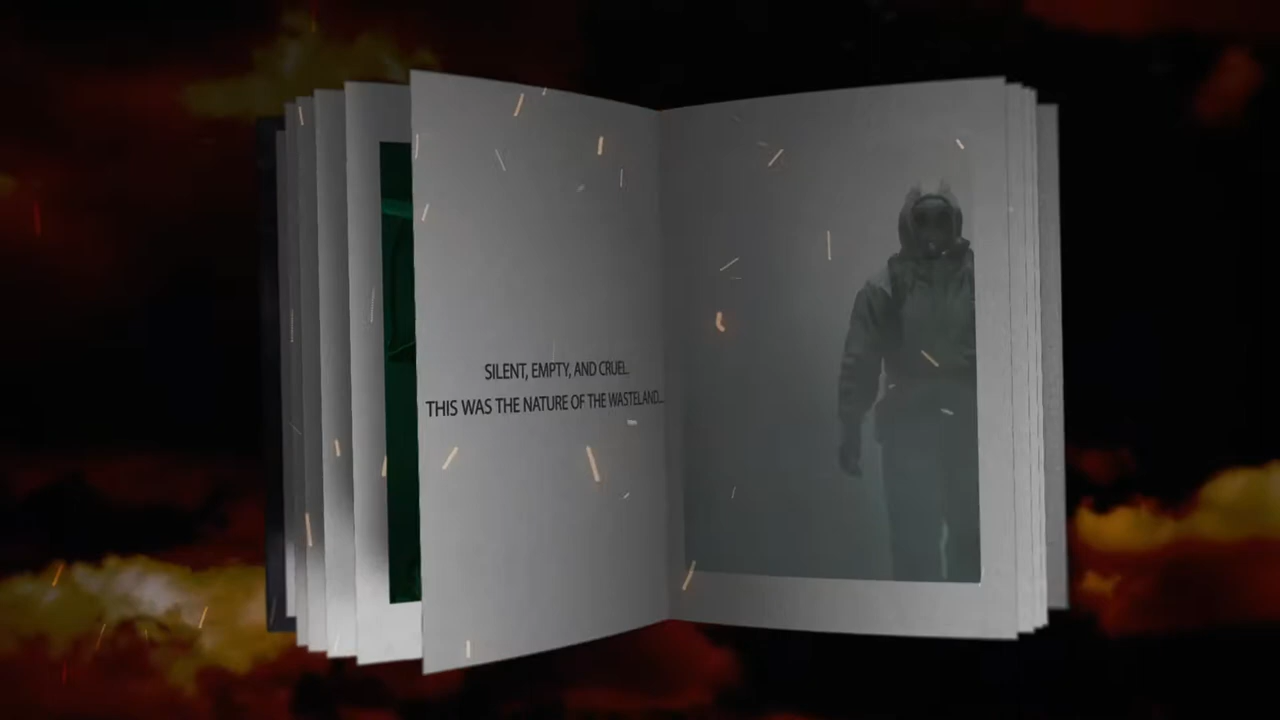 SILENT, EMPTY, AND CRUEL.
THIS WAS THE NATURE OF THE WASTELAND...